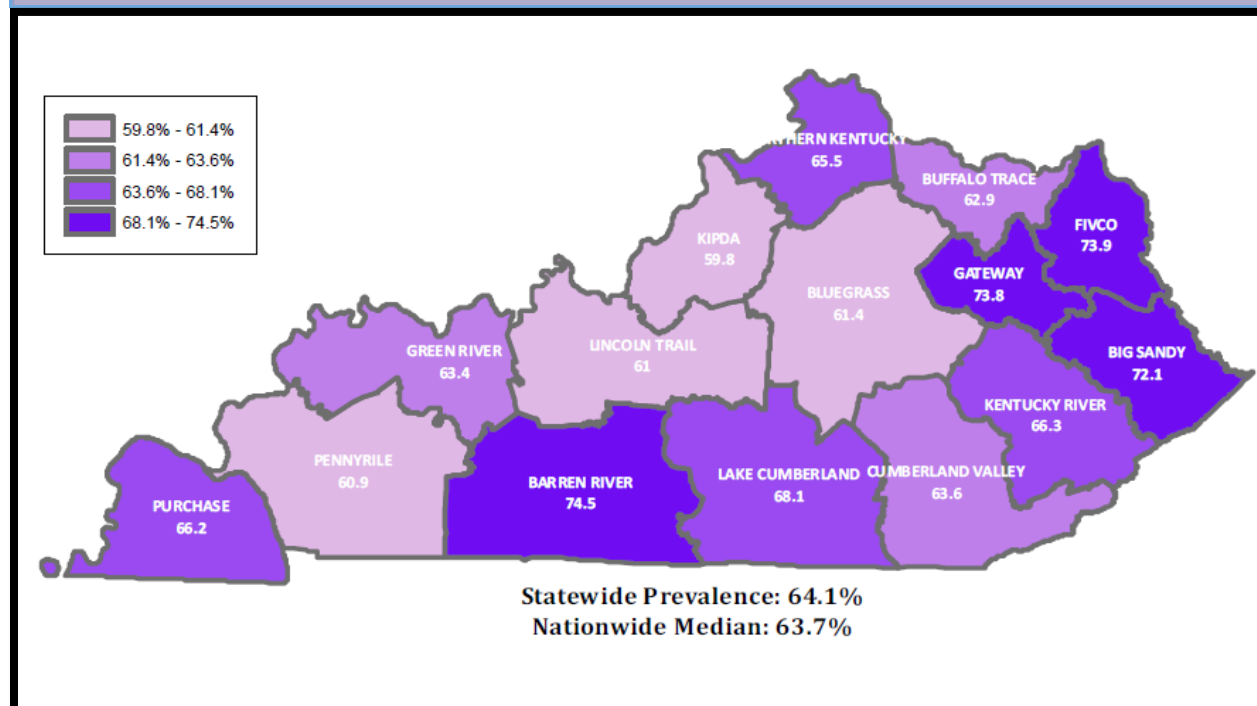 59.8% - 61.4%
61.4% - 63.6%
63.6% - 68.1%
68.1% - 74.5%
THERN KENTUCKY
65.5
BUFFALO TRACE
62.9
FIVCO
73.9
KIPDA
59.8
GATEWAY
73.8
BLUEGRASS
61.4
LINCOLN TRAIL
61
GREEN RIVER
63.4
BIG SANDY
72.1
KENTUCKY RIVER
66.3
PENNYRILE
60.9
BARREN RIVER
74.5
LAKE CUMBERLAND
68.1
CUMBERLAND VALLEY
63.6
PURCHASE
66.2
Statewide Prevalence: 64.1%
Nationwide Median: 63.7%